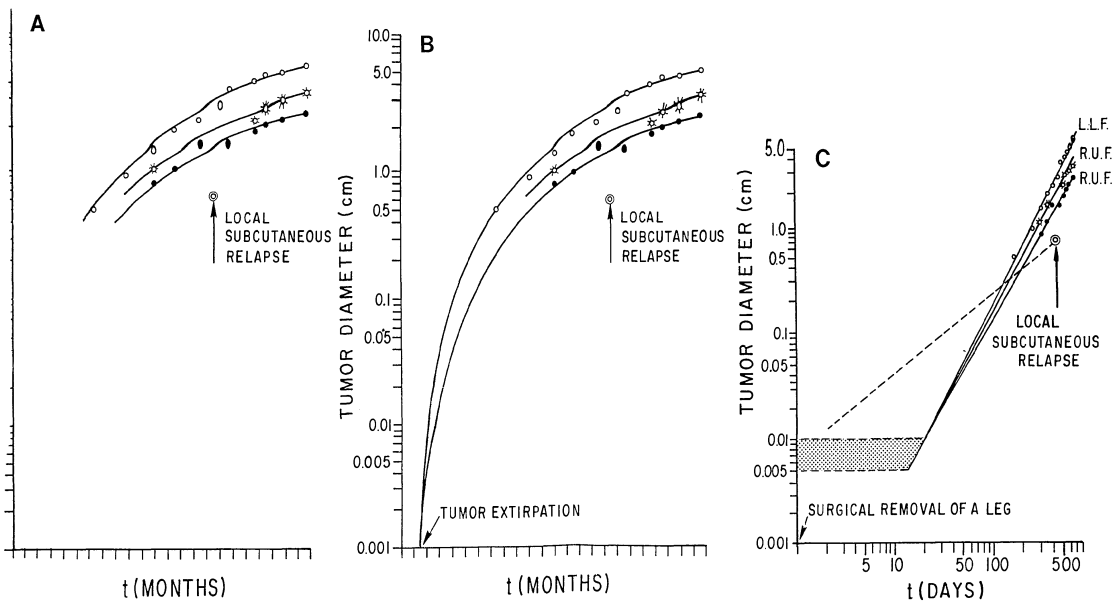 A
LOCAL
SUBCUTANEOUS
RELAPSE
t (MONTHS)
B
TUMOR DIAMETER (cm)
10.0
5.0
1.0
0.5
0.1
0.05
0.01
0.005
0.001
LOCAL
SUBCUTANEOUS
RELAPSE
TUMOR EXTIRPATION
t (MONTHS)
C
TUMOR DIAMETER (cm)
5.0
1.0
0.5
0.1
0.05
0.01
0.005
0.001
L.L.F.
R.U.F.
R.U.F.
LOCAL
SUBCUTANEOUS
RELAPSE
SURGICAL REMOVAL OF A LEG
5 10 50 100 500
t (DAYS)